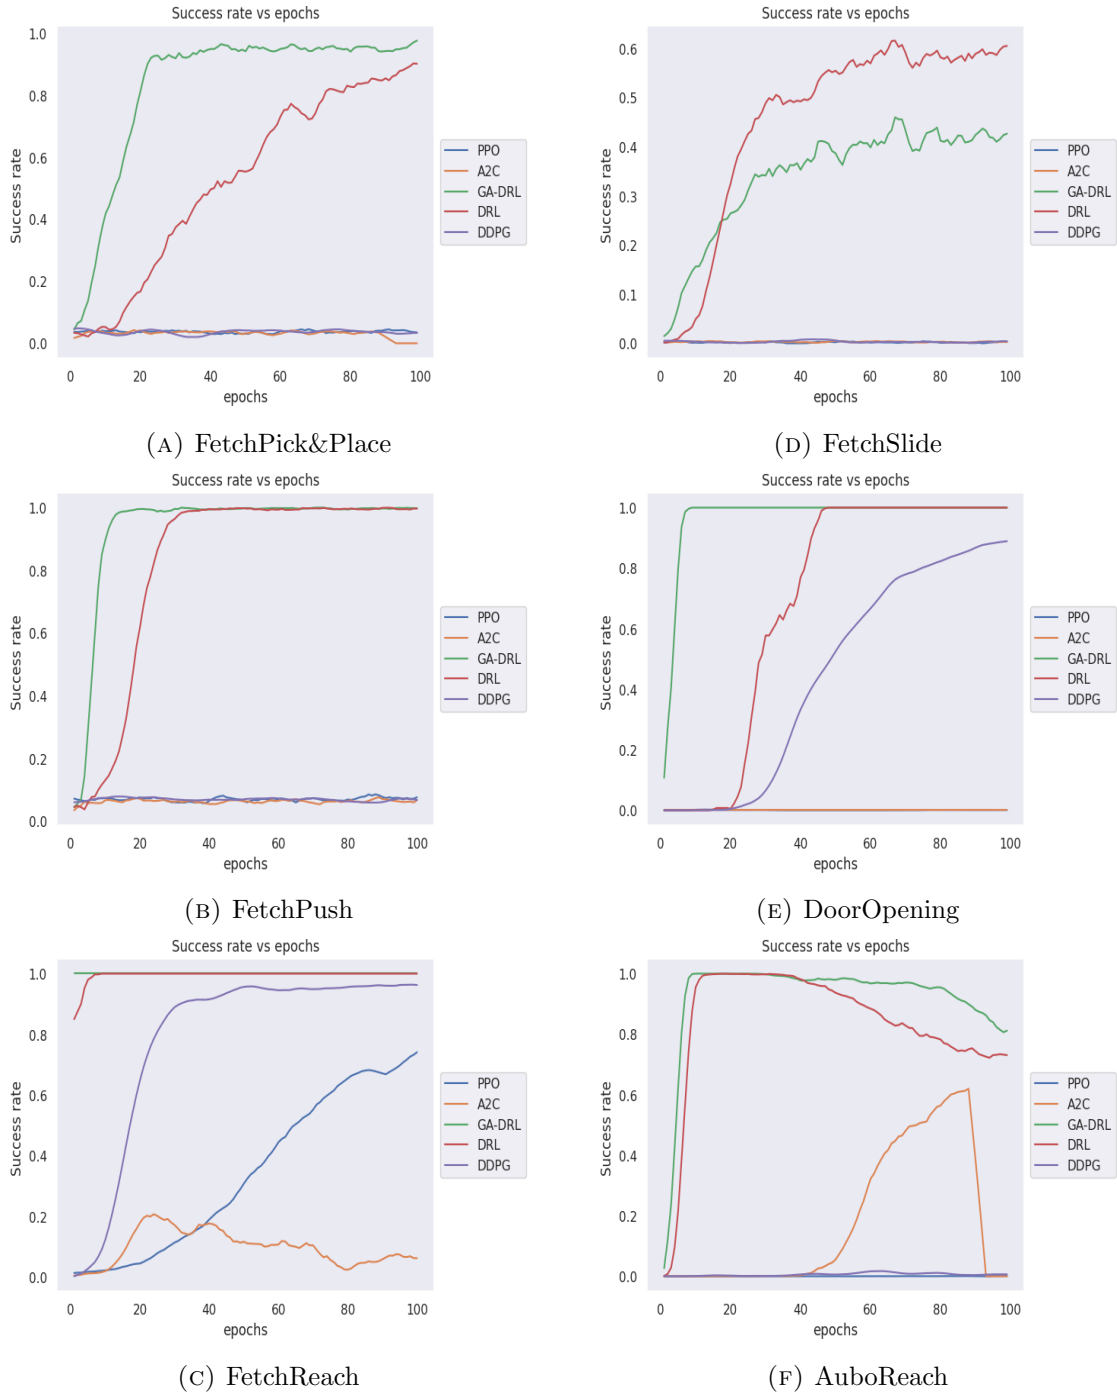 Success rate vs epochs
Success rate
1.0
0.8
0.6
0.4
0.2
0.0
0 20 40 60 80 100
epochs
PPO
A2C
GA-DRL
DRL
DDPG
(A) FetchPick&Place
Success rate vs epochs
Success rate
0.6
0.5
0.4
0.3
0.2
0.1
0.0
0 20 40 60 80 100
epochs
PPO
A2C
GA-DRL
DRL
DDPG
(D) FetchSlide
Success rate vs epochs
Success rate
1.0
0.8
0.6
0.4
0.2
0.0
0 20 40 60 80 100
epochs
PPO
A2C
GA-DRL
DRL
DDPG
(B) FetchPush
Success rate vs epochs
Success rate
1.0
0.8
0.6
0.4
0.2
0.0
0 20 40 60 80 100
epochs
PPO
A2C
GA-DRL
DRL
DDPG
(E) DoorOpening
Success rate vs epochs
Success rate
1.0
0.8
0.6
0.4
0.2
0.0
0 20 40 60 80 100
epochs
PPO
A2C
GA-DRL
DRL
DDPG
(C) FetchReach
Success rate vs epochs
Success rate
1.0
0.8
0.6
0.4
0.2
0.0
0 20 40 60 80 100
epochs
PPO
A2C
GA-DRL
DRL
DDPG
(F) AuboReach